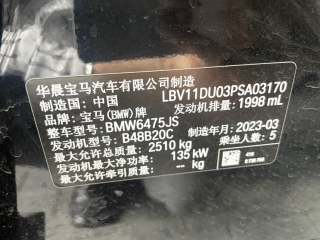 华晨宝马汽车有限公司制造
制造国：中国 LBV11DU03PSA03170
品牌：宝马(BMW)牌 发动机排量：1998 mL
整车型号：BMW6475JS
发动机型号：B48B20C 制造年月：2023-03
最大允许总质量：2510 kg 乘坐人数：5
发动机最大净功率：135 kW
最大允许牵引质量：-- kg